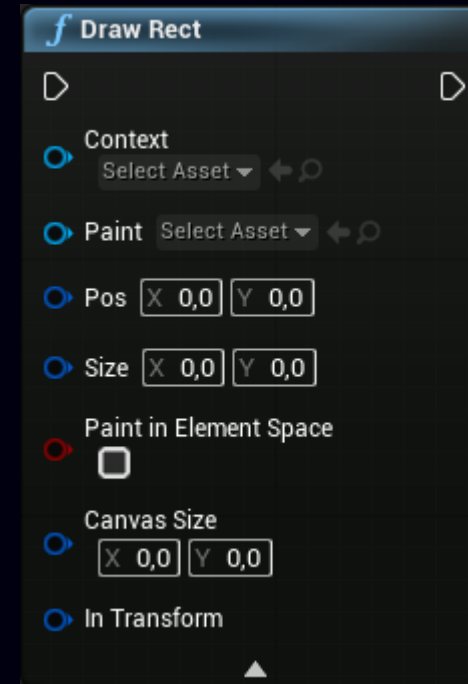 f Draw Rect
Context
Select Asset
Paint Select Asset
Pos X 0,0 Y 0,0
Size X 0,0 Y 0,0
Paint in Element Space
Canvas Size
X 0,0 Y 0,0
In Transform